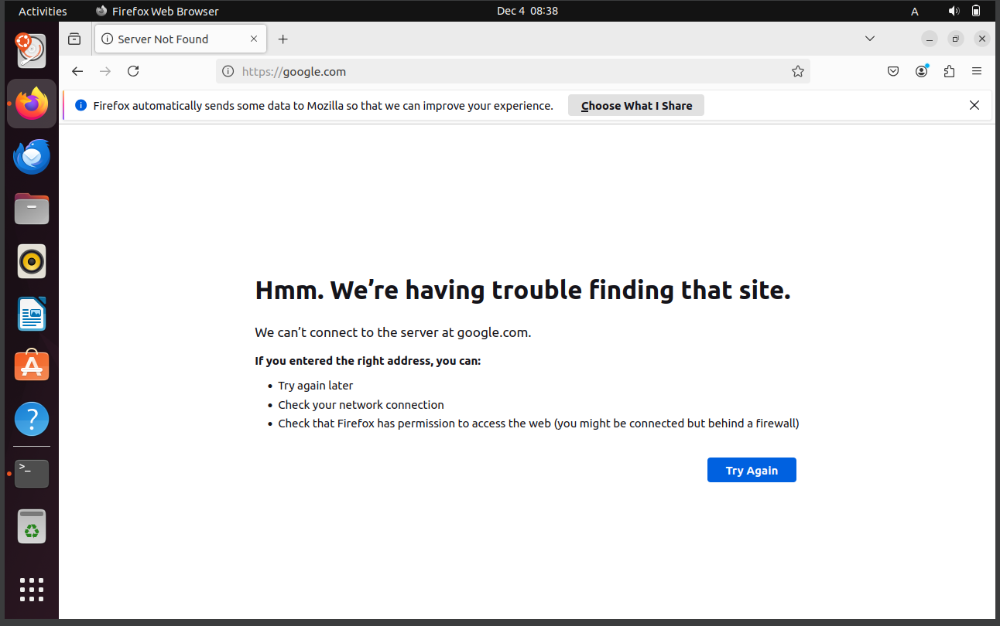 Activities
Firefox Web Browser
Dec 4 08:38
A
Server Not Found
https://google.com
Firefox automatically sends some data to Mozilla so that we can improve your experience.
Choose What I Share
Hmm. We’re having trouble finding that site.
We can’t connect to the server at google.com.
If you entered the right address, you can:
• Try again later
• Check your network connection
• Check that Firefox has permission to access the web (you might be connected but behind a firewall)
Try Again